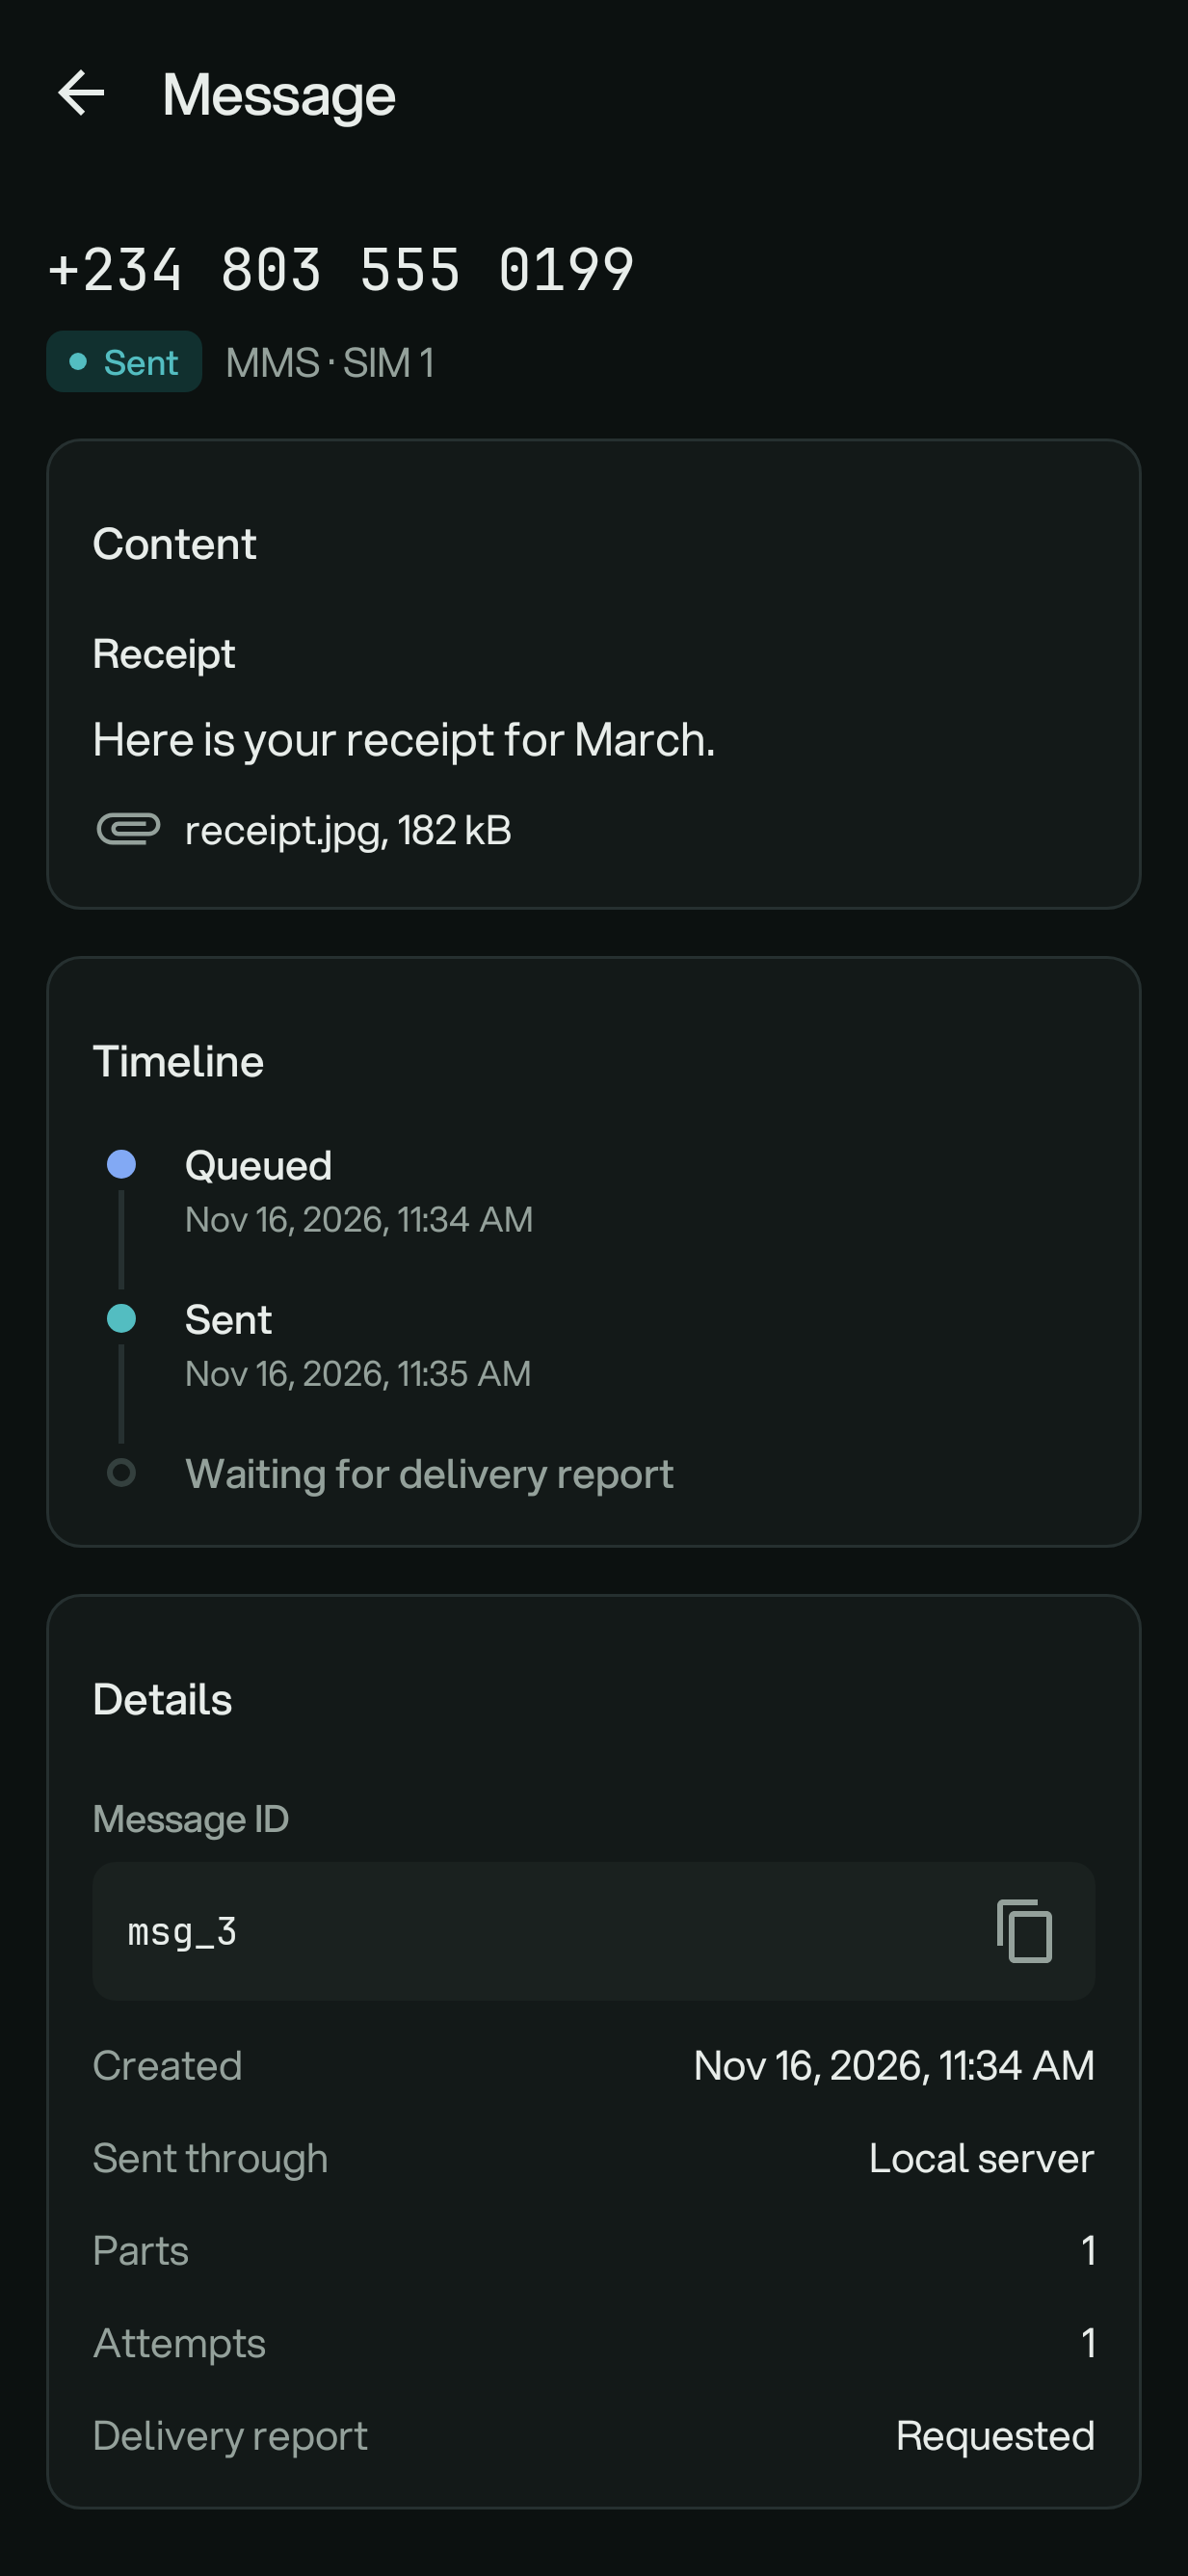 Message
+234 803 555 0199
Sent MMS · SIM 1
Content
Receipt
Here is your receipt for March.
receipt.jpg, 182 kB
Timeline
Queued
Nov 16, 2026, 11:34 AM
Sent
Nov 16, 2026, 11:35 AM
Waiting for delivery report
Details
Message ID
msg_3
Created Nov 16, 2026, 11:34 AM
Sent through Local server
Parts 1
Attempts 1
Delivery report Requested